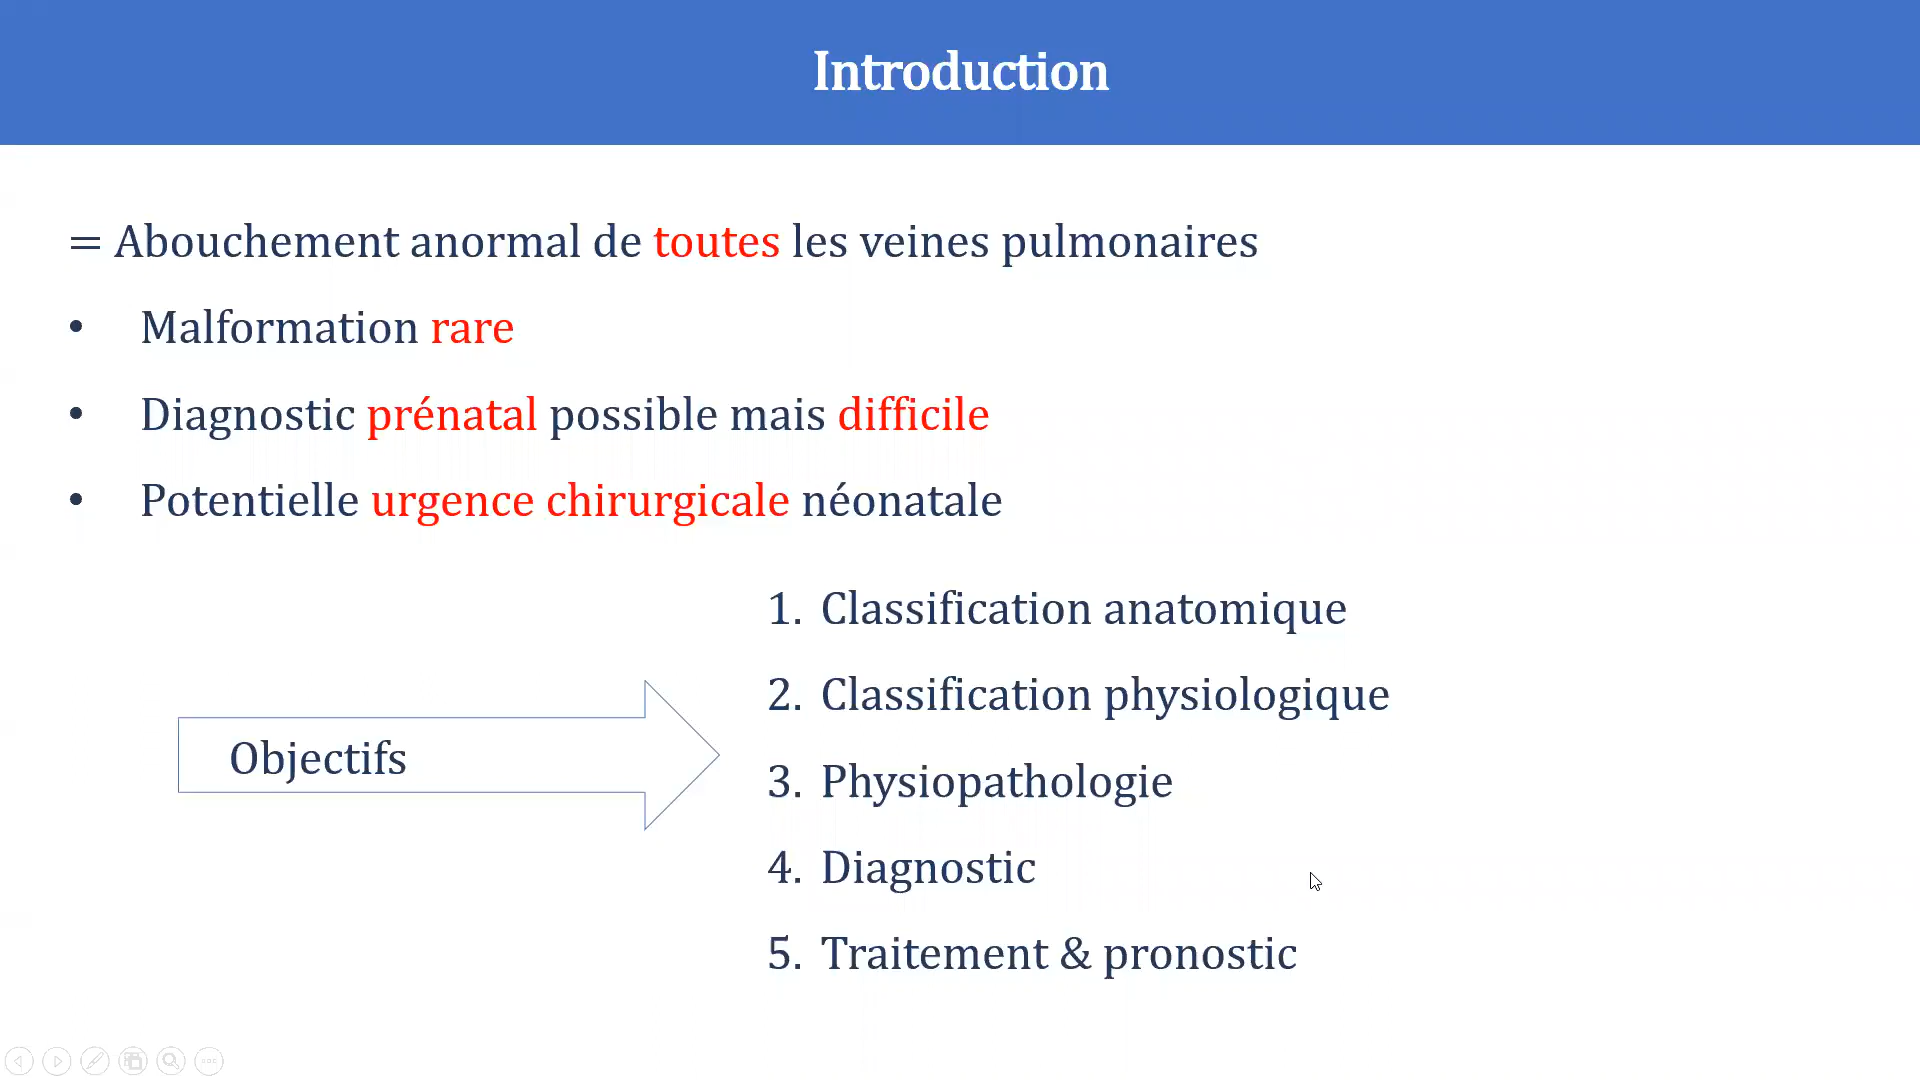 Introduction
= Abouchement anormal de toutes les veines pulmonaires
• Malformation rare
• Diagnostic prénatal possible mais difficile
• Potentielle urgence chirurgicale néonatale
Objectifs
1. Classification anatomique
2. Classification physiologique
3. Physiopathologie
4. Diagnostic
5. Traitement & pronostic